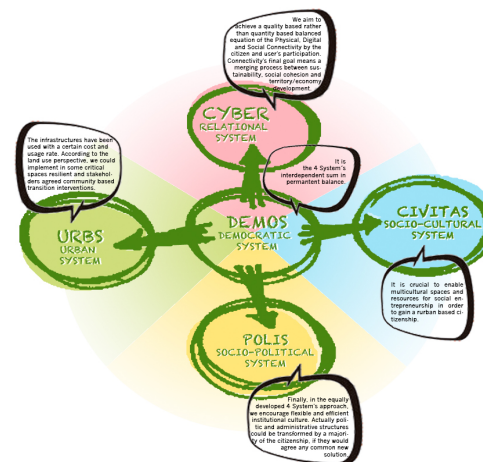 We aim to
achieve a quality based rather
than quantity based balanced
equation of the Physical, Digital
and Social Connectivity by the
citizen and user's participation.
Connectivity's final goal means a
merging process between sus-
tainability, social cohesion and
territory/economy
development.
CYBER
RELATIONAL
SYSTEM
The infrastructures have been
used with a certain cost and
usage rate. According to the
land use perspective, we could
implement in some critical
spaces resilient and stakehol-
ders agreed community based
transition interventions.
It is
the 4 System's
interdependent sum in
permantent balance.
URBS
URBAN
SYSTEM
DEMOS
DEMOCRATIC
SYSTEM
CIVITAS
SOCIO-CULTURAL
SYSTEM
It is crucial to enable
multicultural spaces and
resources for social en-
trepreneurship in order
to gain a rurban based ci-
tizenship.
POLIS
SOCIO-POLITICAL
SYSTEM
Finally, in the equally
developed 4 System's approach,
we encourage flexible and efficient
institutional culture. Actually poli-
tic and administrative structures
could be transformed by a majori-
ty of the citizenship, if they would
agree any common new
solution.